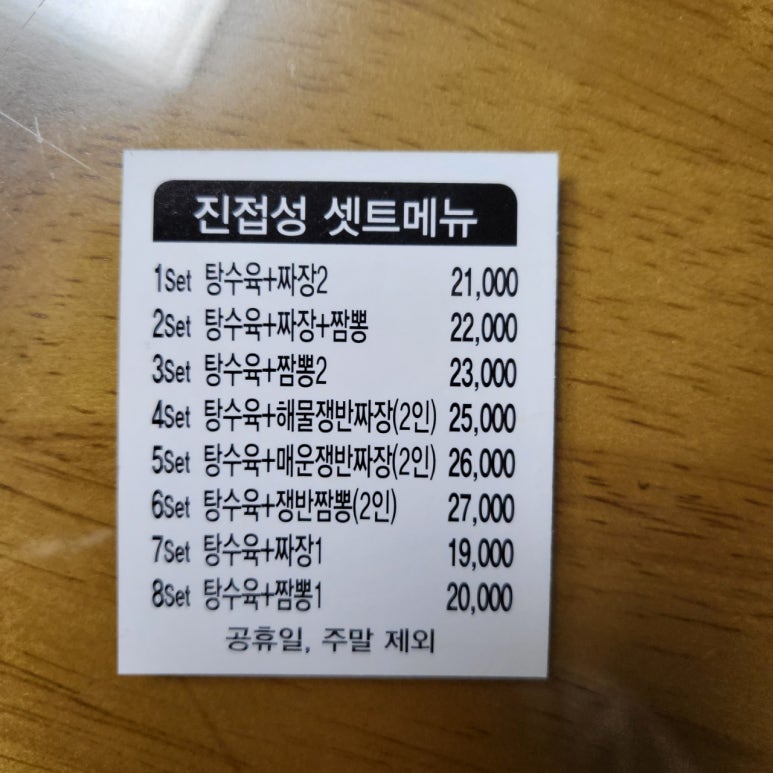 진접성 셋트메뉴
1Set 탕수육+짜장2 21,000
2Set 탕수육+짜장+짬뽕 22,000
3Set 탕수육+짬뽕2 23,000
4Set 탕수육+해물쟁반짜장(2인) 25,000
5Set 탕수육+매운쟁반짜장(2인) 26,000
6Set 탕수육+쟁반짬뽕(2인) 27,000
7Set 탕수육+짜장1 19,000
8Set 탕수육+짬뽕1 20,000
공휴일, 주말 제외